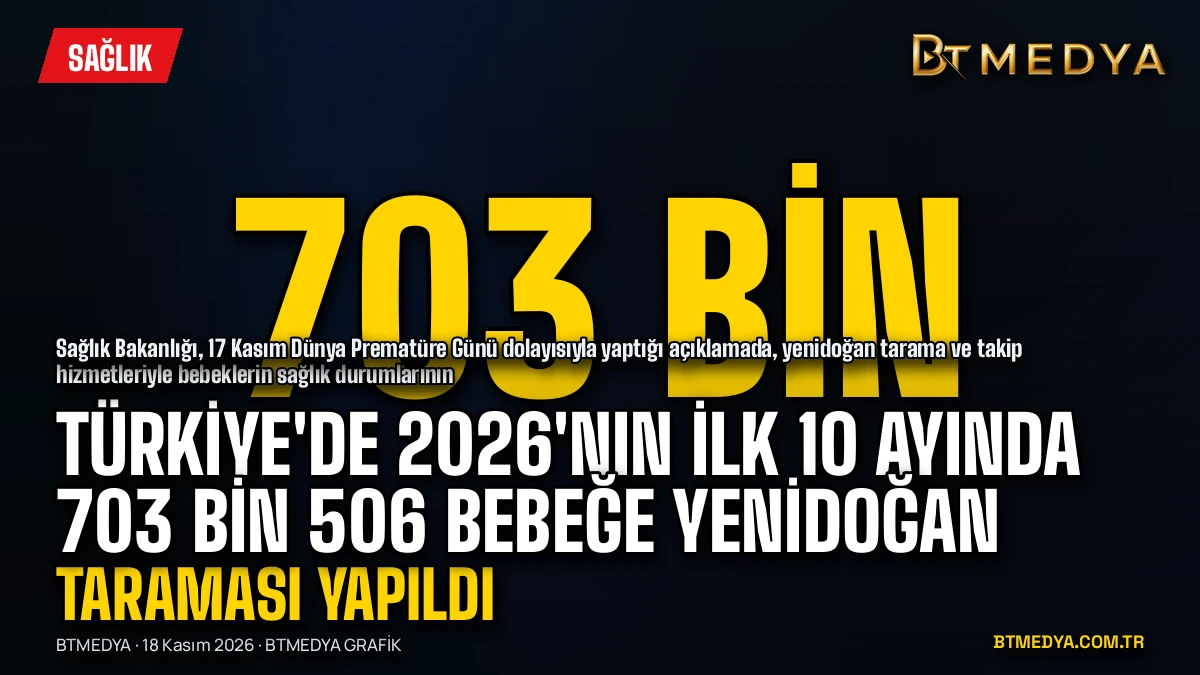 SAĞLIK
BTMEDYA
703 BİN
Sağlık Bakanlığı, 17 Kasım Dünya Prematüre Günü dolayısıyla yaptığı açıklamada, yenidoğan tarama ve takip
hizmetleriyle bebeklerin sağlık durumlarının
TÜRKİYE'DE 2026'NIN İLK 10 AYINDA
703 BİN 506 BEBEĞE YENİDOĞAN
TARAMASI YAPILDI
BTMEDYA · 18 Kasım 2026 · BTMEDYA GRAFİK
BTMEDYA.COM.TR